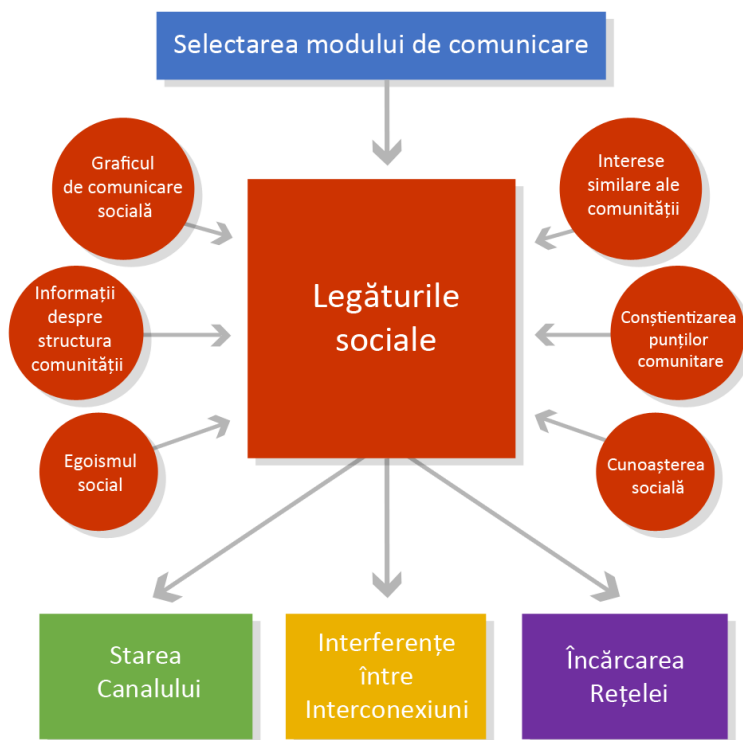 Selectarea modului de comunicare
Graficul
de comunicare
socială
Interese
similare ale
comunității
Informații
despre
structura
comunității
Legăturile
sociale
Conștientizarea
punților
comunitare
Egoismul
social
Cunoașterea
socială
Starea
Canalului
Interferențe
între
Interconexiuni
Încărcarea
Rețelei